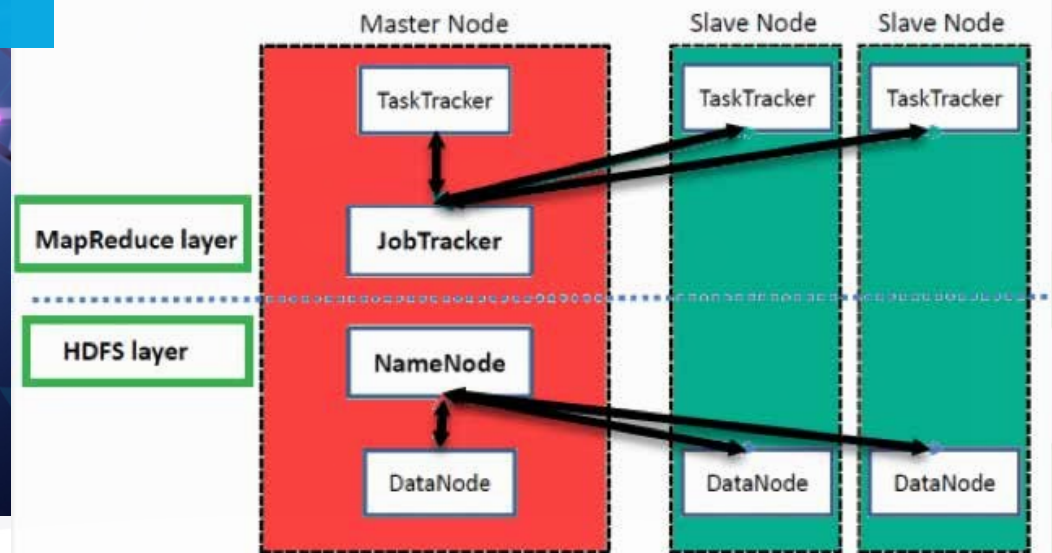 Master Node
Slave Node
Slave Node
TaskTracker
TaskTracker
TaskTracker
MapReduce layer
JobTracker
HDFS layer
NameNode
DataNode
DataNode
DataNode